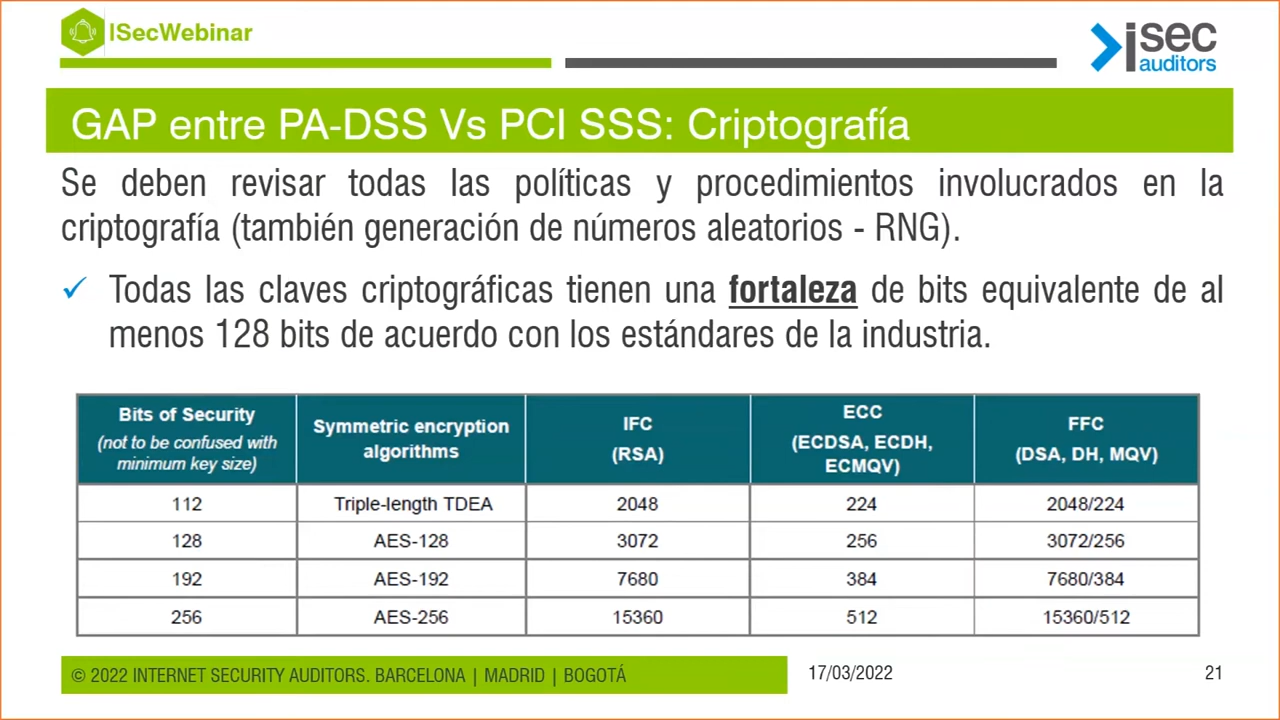 ISecWebinar
isec
auditors
GAP entre PA-DSS Vs PCI SSS: Criptografía
Se deben revisar todas las políticas y procedimientos involucrados en la
criptografía (también generación de números aleatorios - RNG).
✓ Todas las claves criptográficas tienen una fortaleza de bits equivalente de al
menos 128 bits de acuerdo con los estándares de la industria.
Bits of Security
(not to be confused with
minimum key size)
Symmetric encryption
algorithms
IFC
(RSA)
ECC
(ECDSA, ECDH,
ECMQV)
FFC
(DSA, DH, MQV)
112 Triple-length TDEA 2048 224 2048/224
128 AES-128 3072 256 3072/256
192 AES-192 7680 384 7680/384
256 AES-256 15360 512 15360/512
© 2022 INTERNET SECURITY AUDITORS. BARCELONA | MADRID | BOGOTÁ
17/03/2022
21